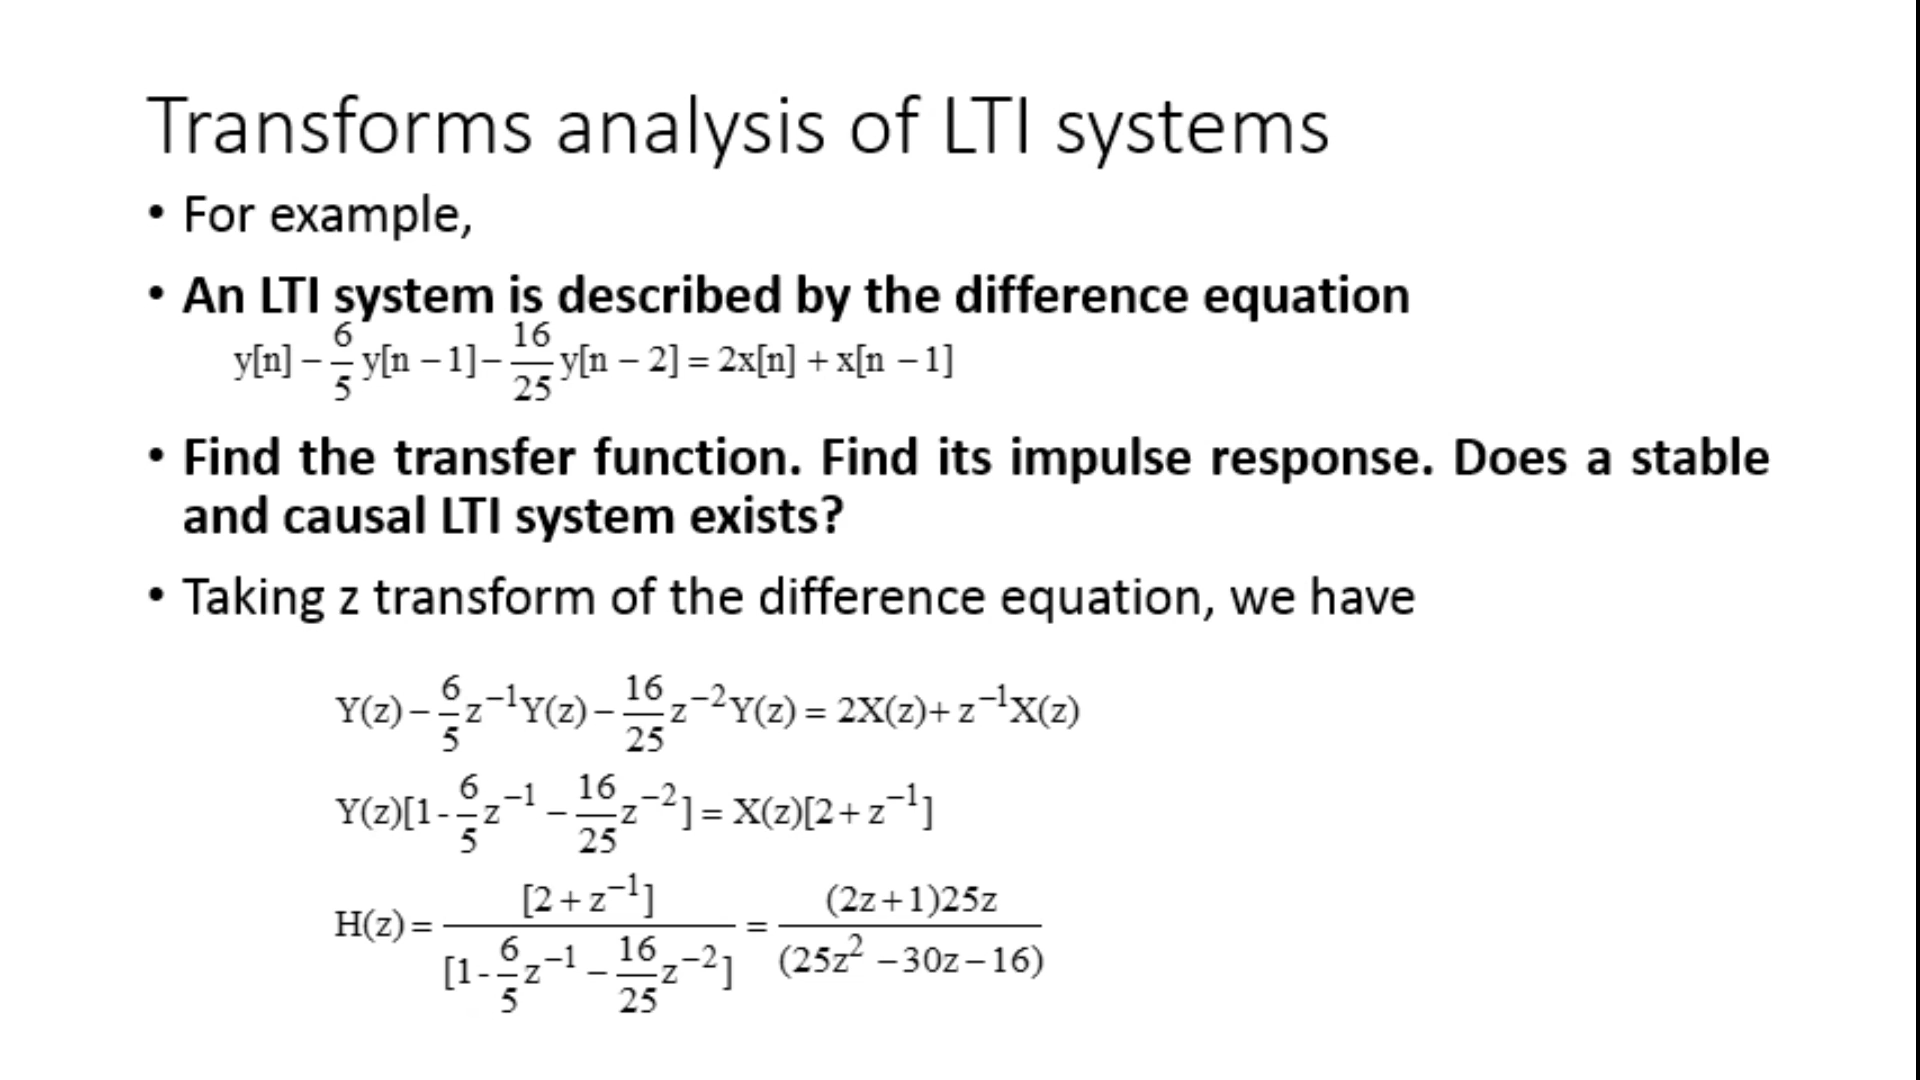 Transforms analysis of LTI systems
• For example,
• An LTI system is described by the difference equation
y[n] – 6/5 y[n – 1] – 16/25 y[n – 2] = 2x[n] + x[n – 1]
• Find the transfer function. Find its impulse response. Does a stable
and causal LTI system exists?
• Taking z transform of the difference equation, we have
Y(z) – 6/5 z⁻¹Y(z) – 16/25 z⁻²Y(z) = 2X(z) + z⁻¹X(z)
Y(z)[1 - 6/5 z⁻¹ – 16/25 z⁻²] = X(z)[2 + z⁻¹]
H(z) = [2 + z⁻¹] / [1 - 6/5 z⁻¹ – 16/25 z⁻²] = (2z+1)25z / (25z² – 30z – 16)